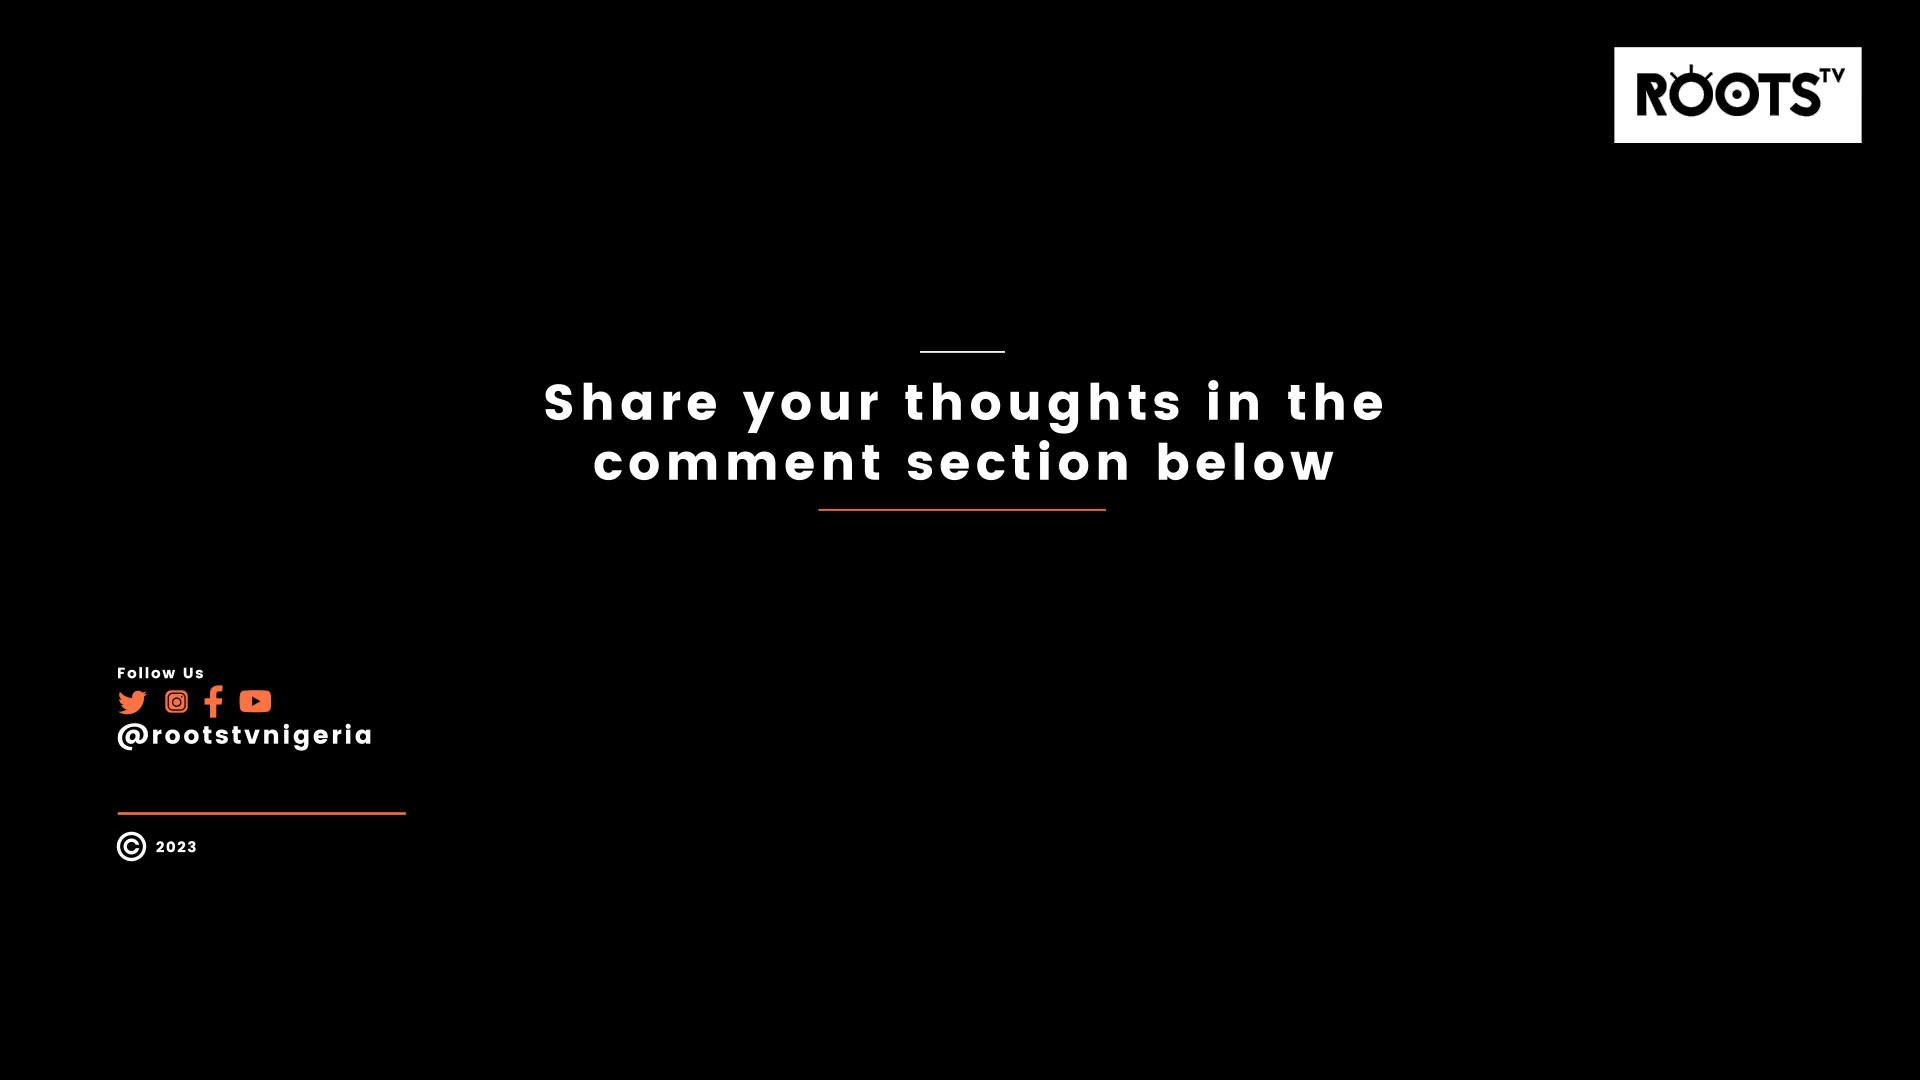 ROOTS TV
Share your thoughts in the
comment section below
Follow Us
@rootstvnigeria
© 2023